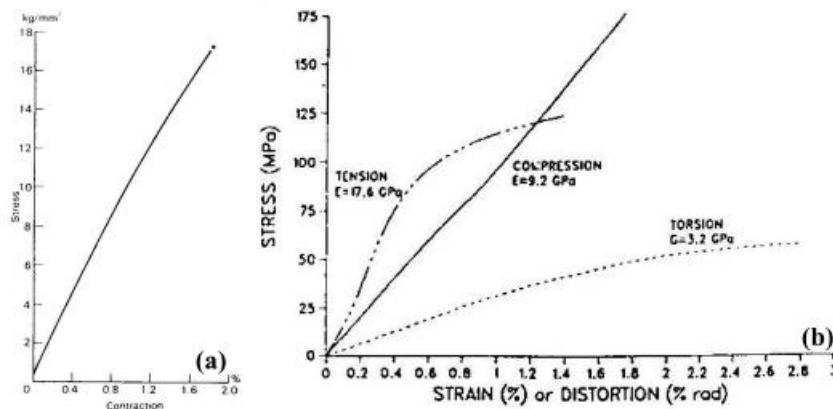 kg/mm²
18
16
14
12
10
8
6
4
2
0
0.4
0.8
1.2
1.6
2.0
%
Stress
Contraction
(a)
175
150
125
100
75
50
25
0
STRESS (MPa)
TENSION
E=17.6 GPa
COMPRESSION
E=9.2 GPa
TORSION
G=3.2 GPa
(b)
0 0.2 0.4 0.6 0.8 1 1.2 1.4 1.6 1.8 2 2.2 2.4 2.6 2.8 3
STRAIN (%) or DISTORTION (% rad)